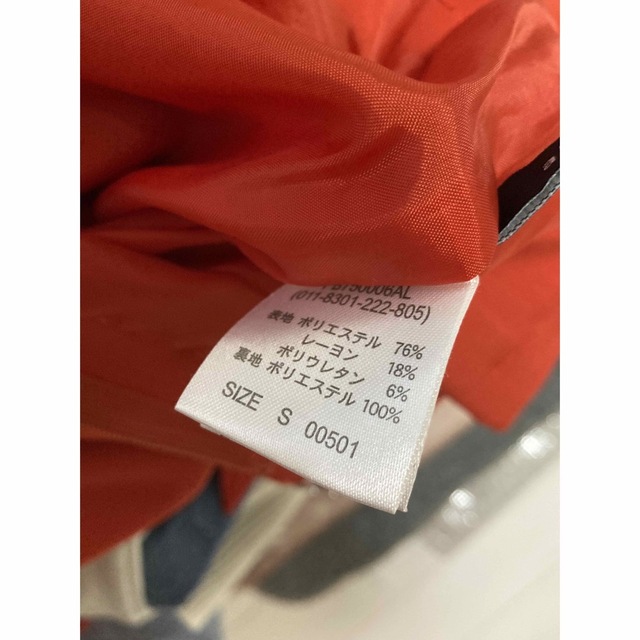 (011-8301-222-805)
表地 ポリエステル 76%
レーヨン 18%
ポリウレタン 6%
裏地 ポリエステル 100%
SIZE S 00501